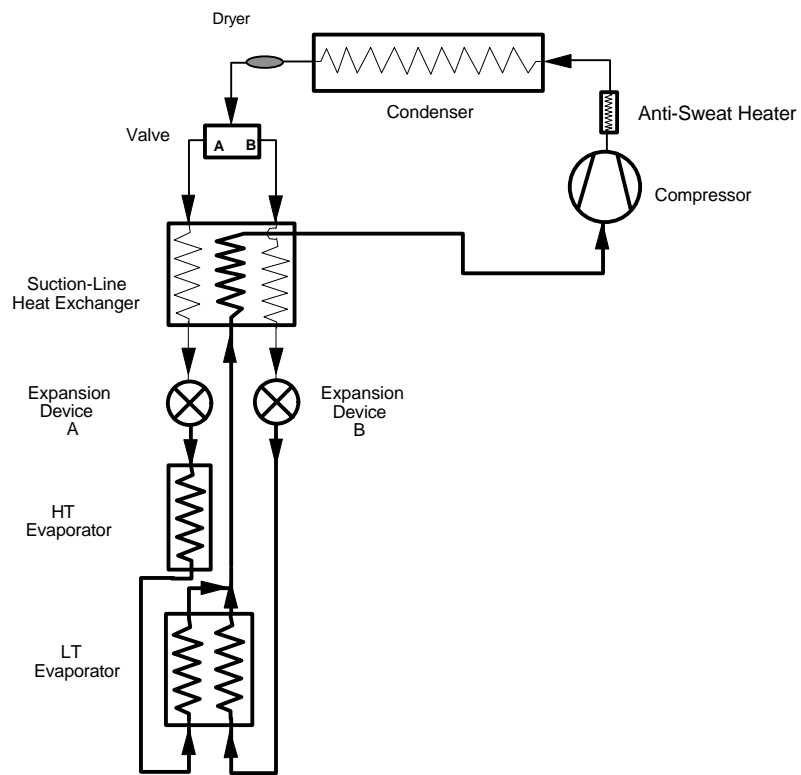 Dryer
Condenser
Anti-Sweat Heater
Valve
A B
Compressor
Suction-Line
Heat Exchanger
Expansion
Device
A
Expansion
Device
B
HT
Evaporator
LT
Evaporator